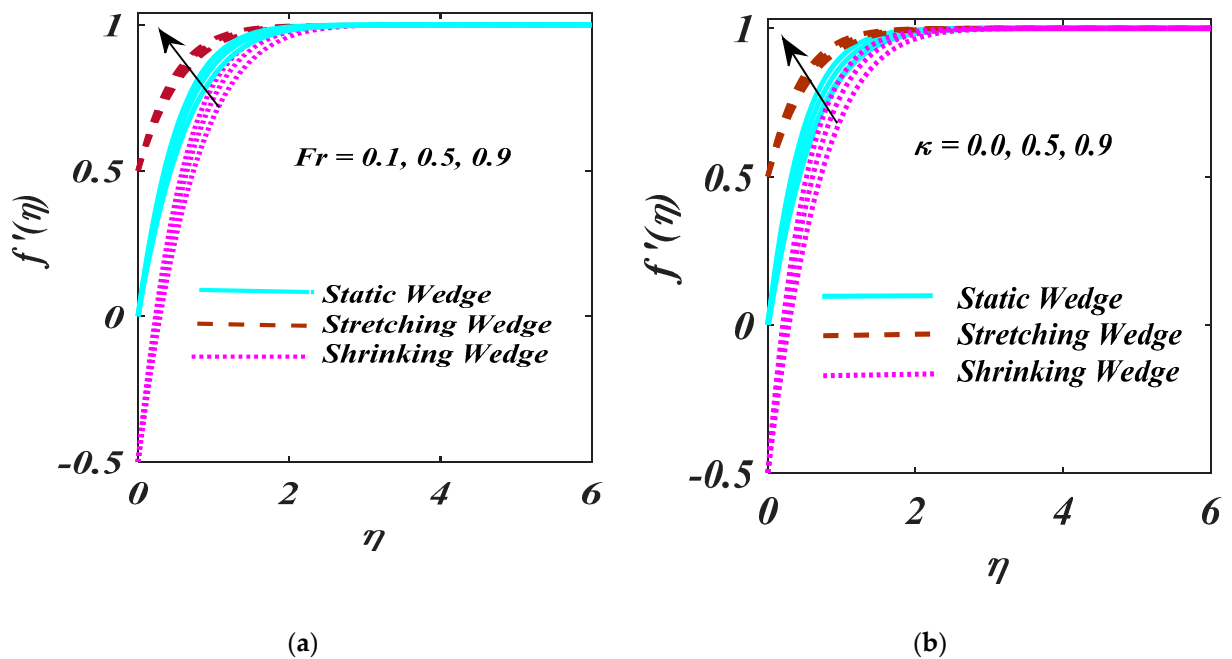 1
0.5
0
-0.5
0
2
4
6
f '(η)
η
Fr = 0.1, 0.5, 0.9
Static Wedge
Stretching Wedge
Shrinking Wedge
(a)
1
0.5
0
-0.5
0
2
4
6
f '(η)
η
κ = 0.0, 0.5, 0.9
Static Wedge
Stretching Wedge
Shrinking Wedge
(b)